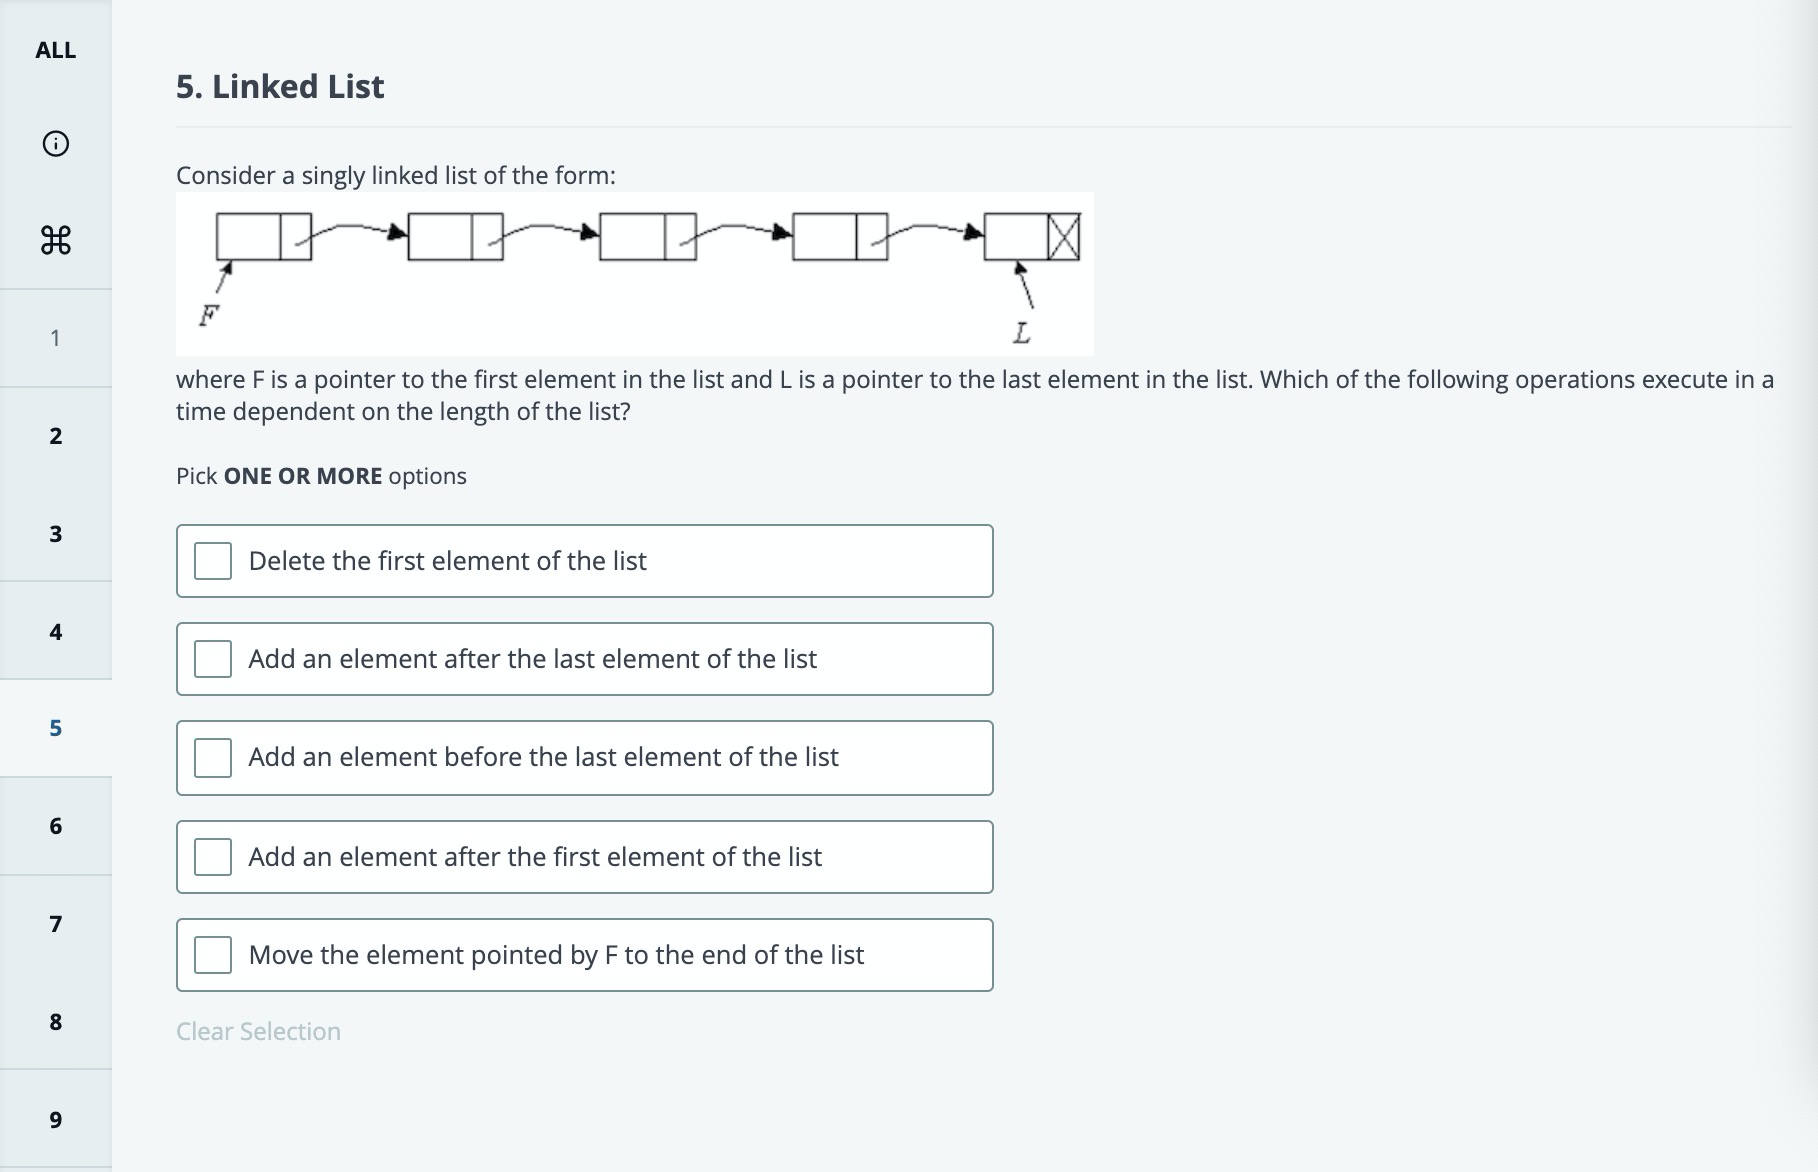 ALL
1
2
3
4
5
6
7
8
9
5. Linked List
Consider a singly linked list of the form:
F
L
where F is a pointer to the first element in the list and L is a pointer to the last element in the list. Which of the following operations execute in a
time dependent on the length of the list?
Pick ONE OR MORE options
Delete the first element of the list
Add an element after the last element of the list
Add an element before the last element of the list
Add an element after the first element of the list
Move the element pointed by F to the end of the list
Clear Selection